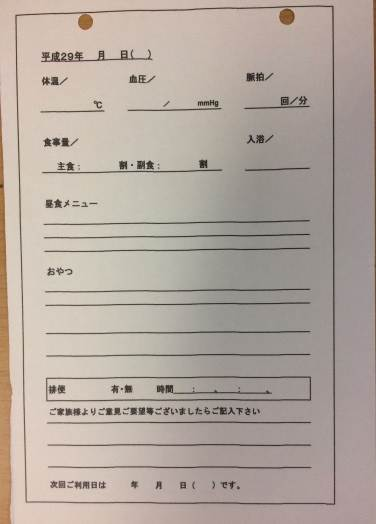 平成29年　月　日（　）
体温／　血圧／　脈拍／
℃　／　mmHg　回／分
食事量／　入浴／
主食：　割・副食：　割
昼食メニュー
おやつ
排便　有・無　時間　：　、　：　、
ご家族様よりご意見ご要望等ございましたらご記入下さい
次回ご利用日は　年　月　日（　）です。